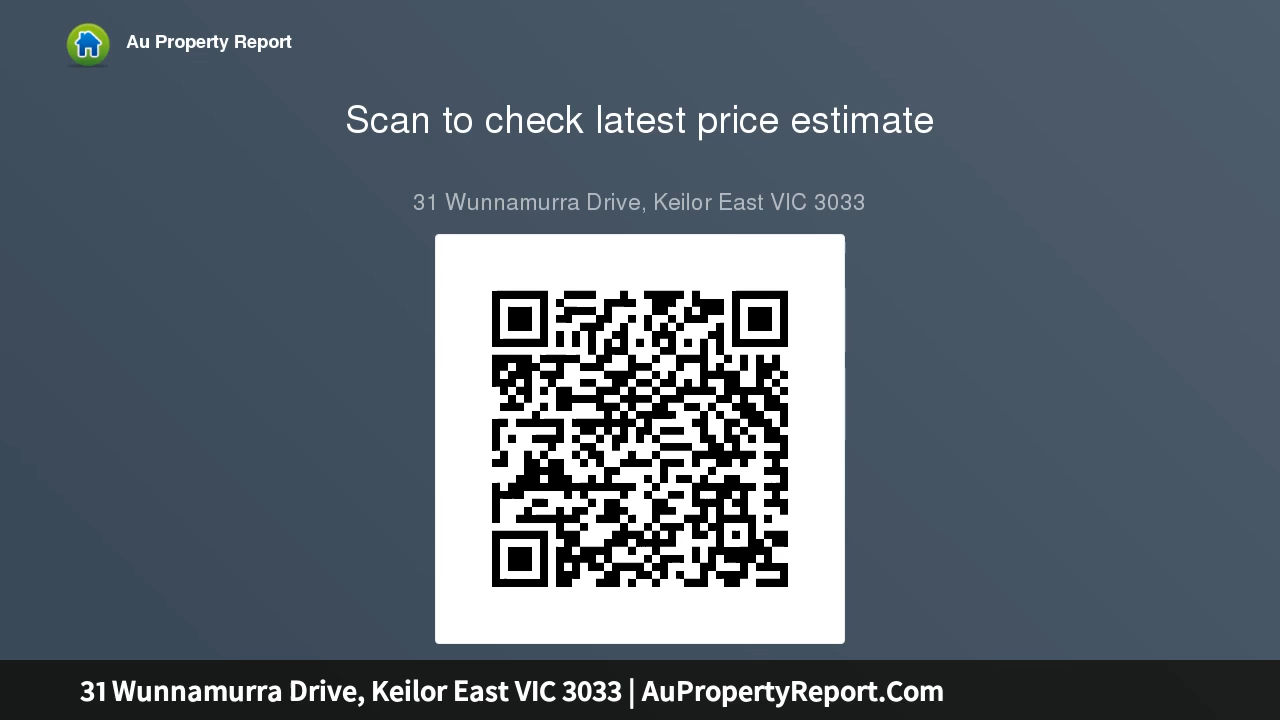 Au Property Report
Scan to check latest price estimate
31 Wunnamurra Drive, Keilor East VIC 3033
31 Wunnamurra Drive, Keilor East VIC 3033 | AuPropertyReport.Com